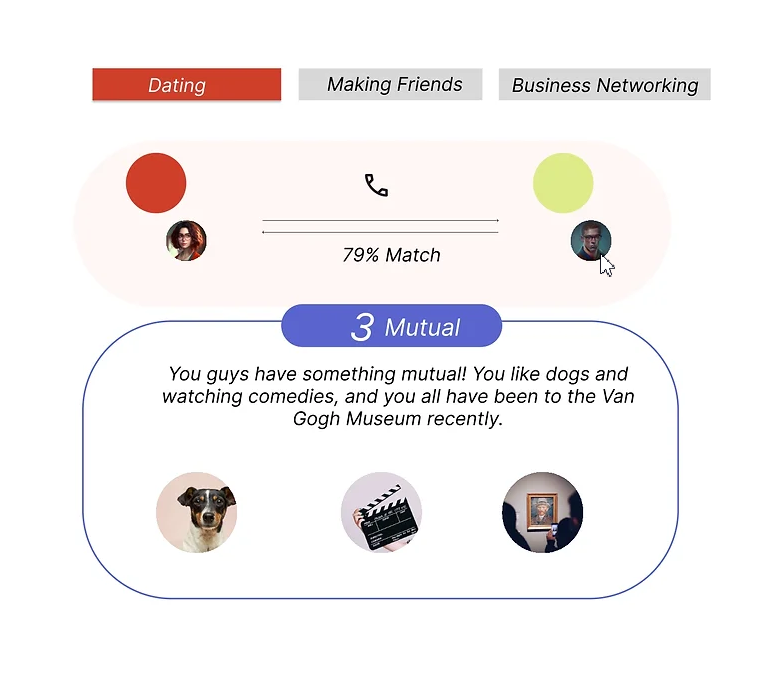 Dating
Making Friends
Business Networking
79% Match
3 Mutual
You guys have something mutual! You like dogs and
watching comedies, and you all have been to the Van
Gogh Museum recently.